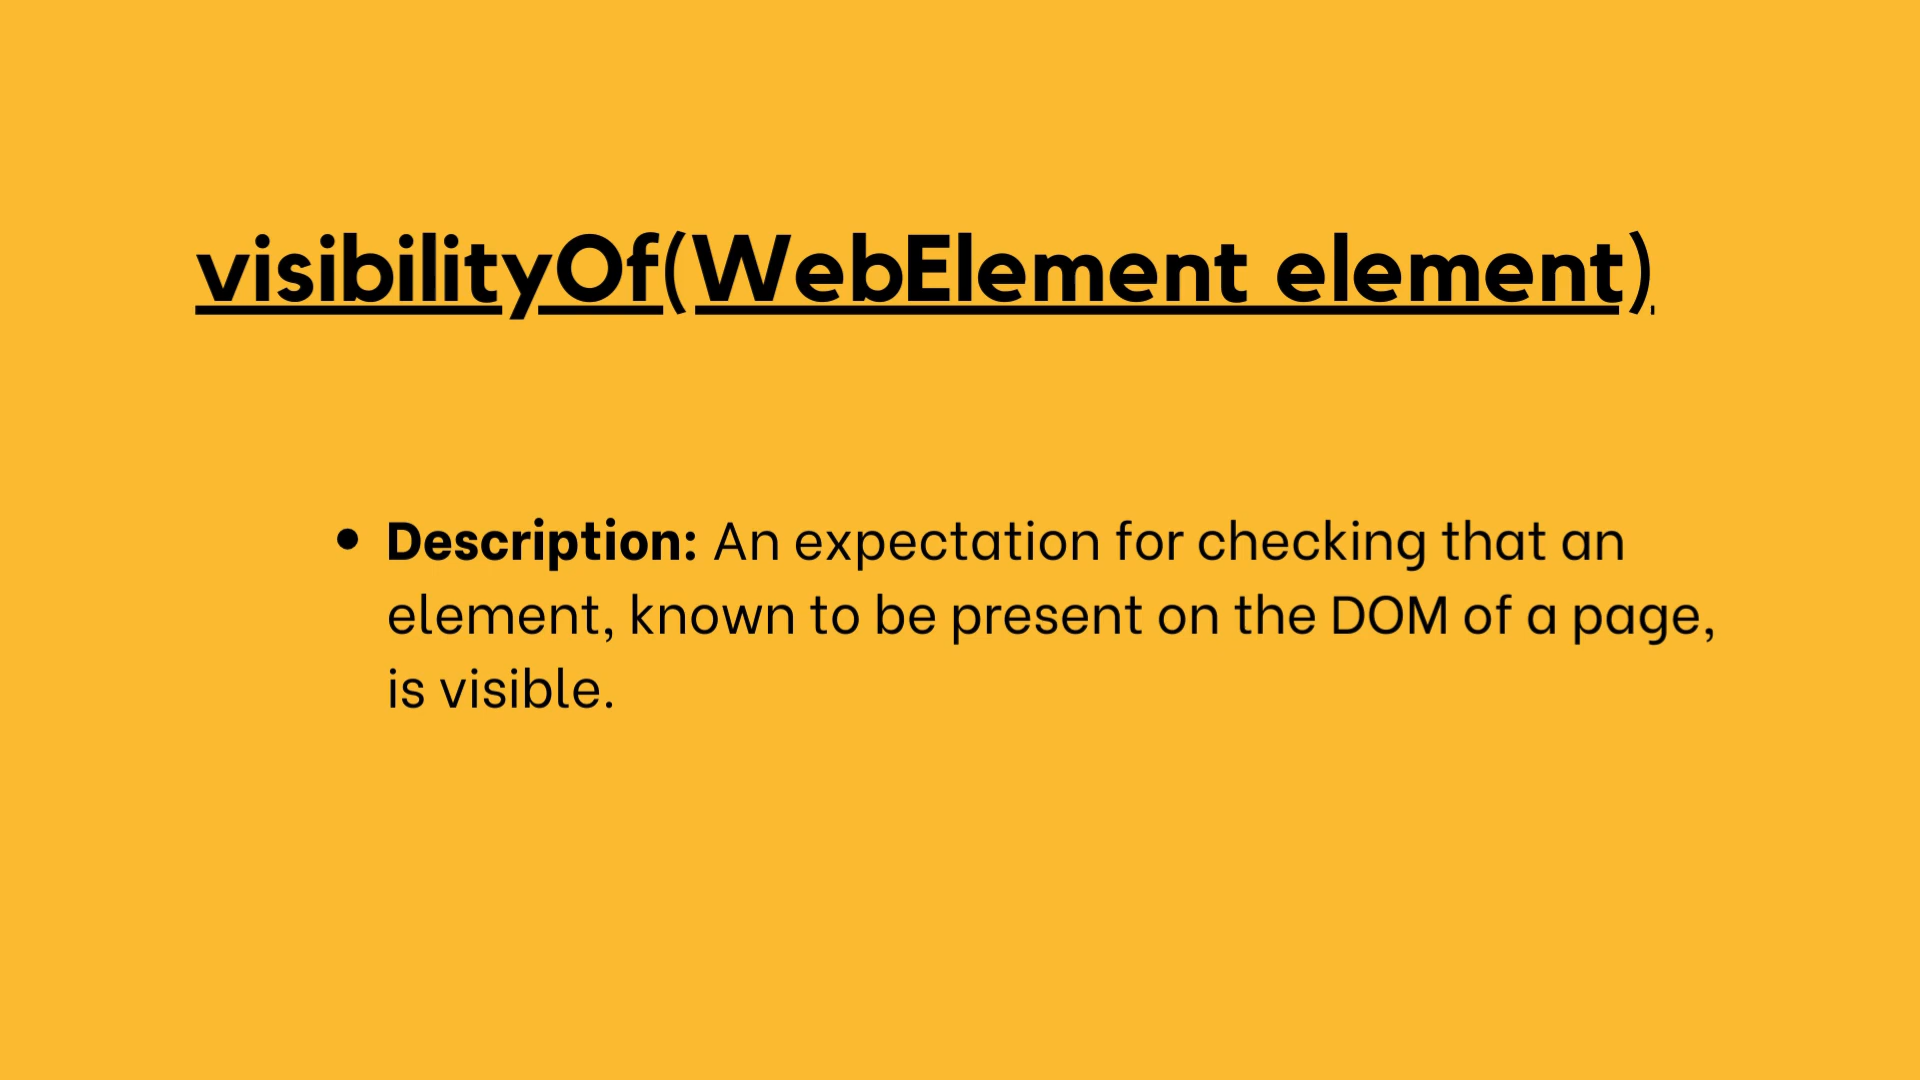 visibilityOf(WebElement element)
• Description: An expectation for checking that an
element, known to be present on the DOM of a page,
is visible.